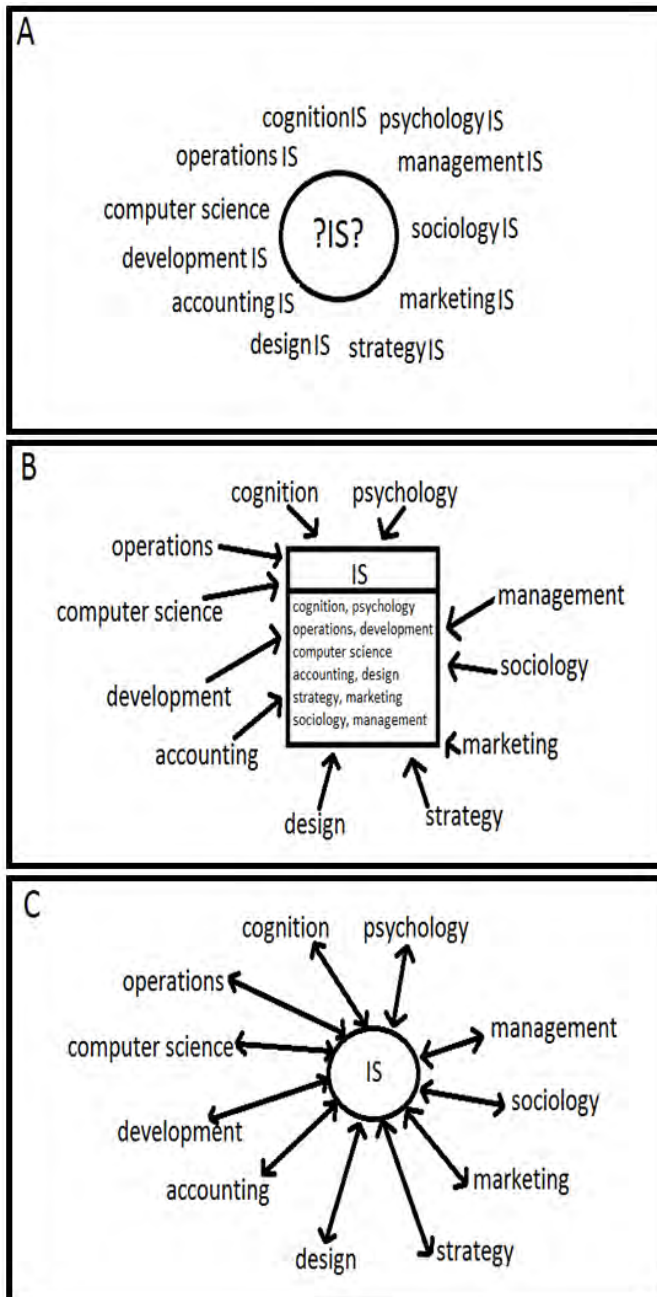 A
cognitionIS psychology IS
operations IS
management IS
computer science
?IS?
sociology IS
development IS
accounting IS
marketing IS
design IS strategy IS
B
cognition psychology
operations
IS
computer science
management
cognition, psychology
operations, development
computer science
accounting, design
strategy, marketing
sociology, management
sociology
development
accounting
marketing
design
strategy
C
cognition psychology
operations
management
computer science
IS
sociology
development
accounting
marketing
design
strategy